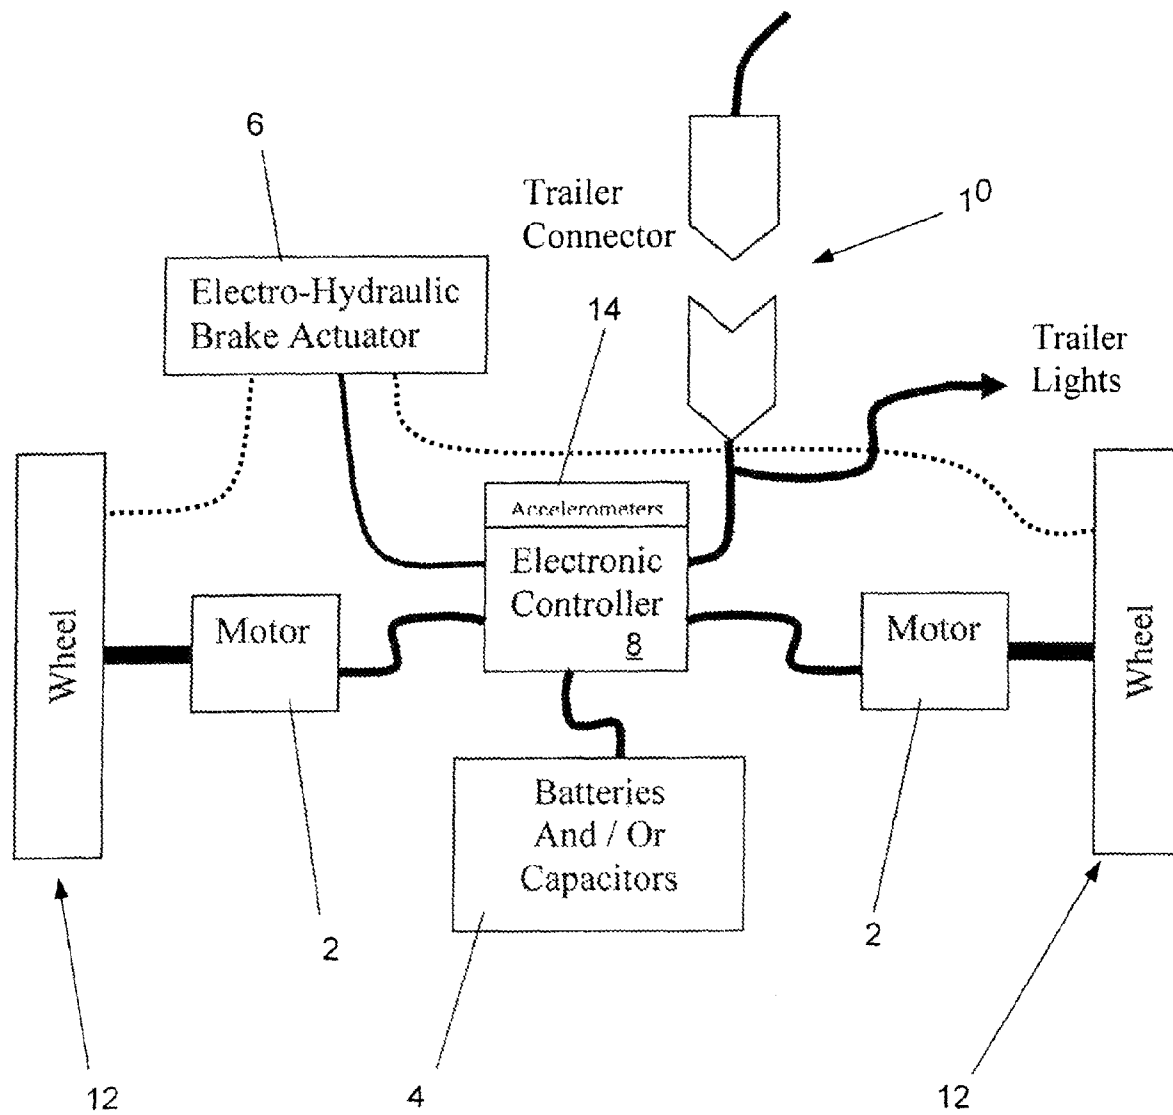 6
Trailer
Connector
10
Electro-Hydraulic
Brake Actuator
14
Trailer
Lights
Accelerometers
Electronic
Controller
8
Wheel
Motor
Motor
Wheel
Batteries
And / Or
Capacitors
2
2
12
4
12